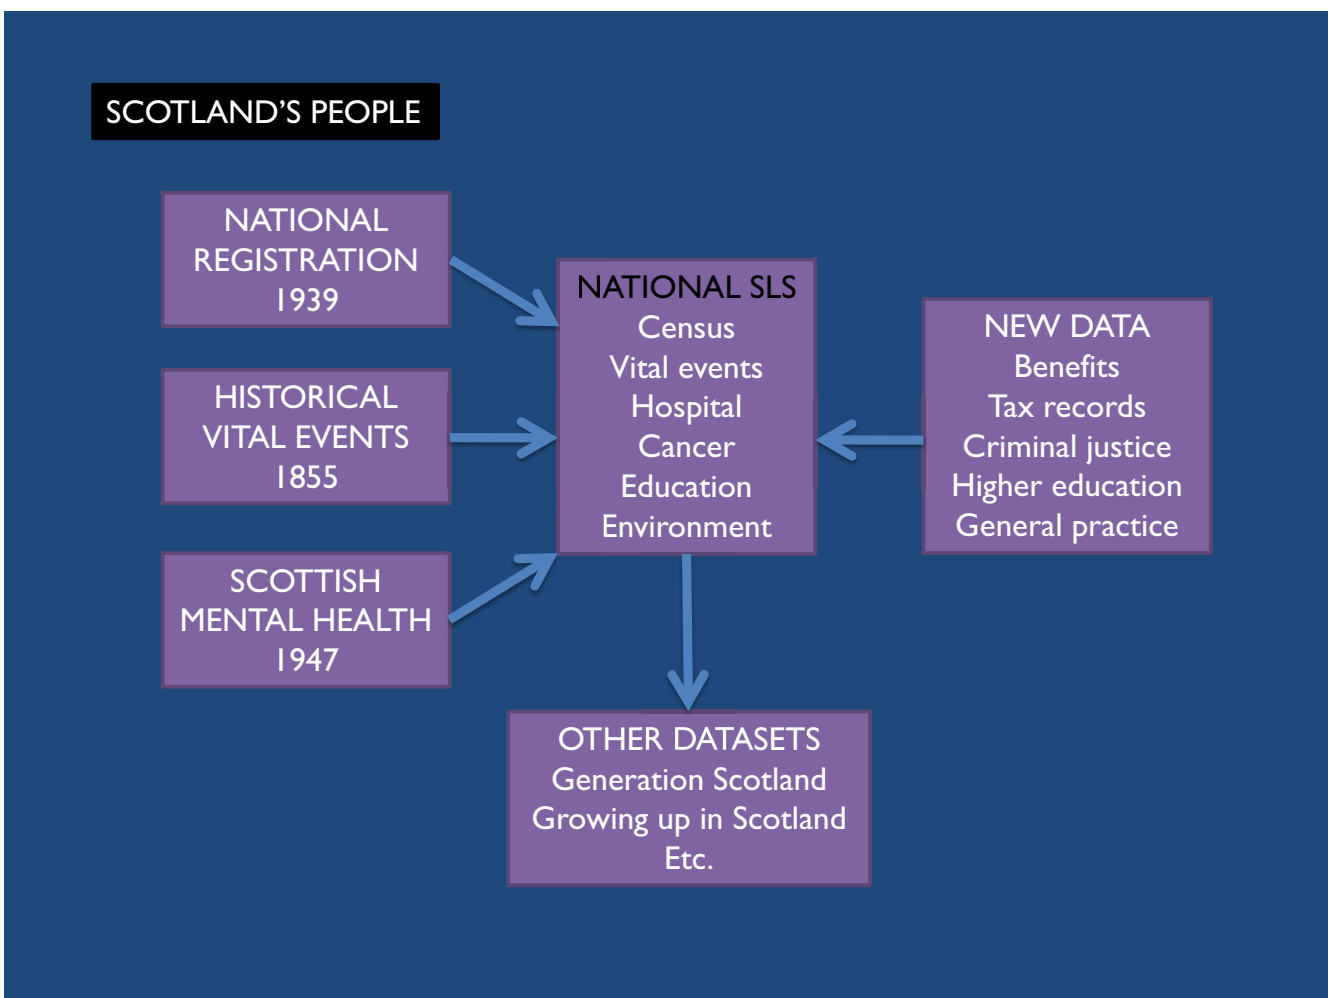 SCOTLAND’S PEOPLE
NATIONAL
REGISTRATION
1939
HISTORICAL
VITAL EVENTS
1855
SCOTTISH
MENTAL HEALTH
1947
NATIONAL SLS
Census
Vital events
Hospital
Cancer
Education
Environment
NEW DATA
Benefits
Tax records
Criminal justice
Higher education
General practice
OTHER DATASETS
Generation Scotland
Growing up in Scotland
Etc.